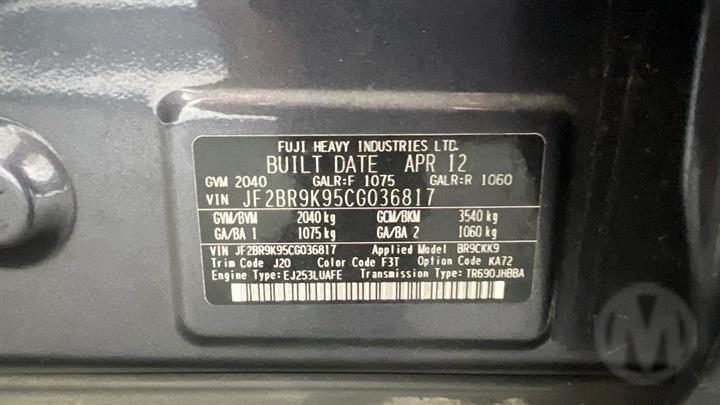 FUJI HEAVY INDUSTRIES LTD.
BUILT DATE APR 12
GVM 2040 GALR:F 1075 GALR:R 1060
VIN JF2BR9K95CG036817
GVM/BVM 2040 kg GCM/BKM 3540 kg
GA/BA 1 1075 kg GA/BA 2 1060 kg
VIN JF2BR9K95CG036817 Applied Model BR9CKK9
Trim Code J20 Color Code F3T Option Code KA72
Engine Type:EJ253LUAFE Transmission Type:TR690JHBBA
M